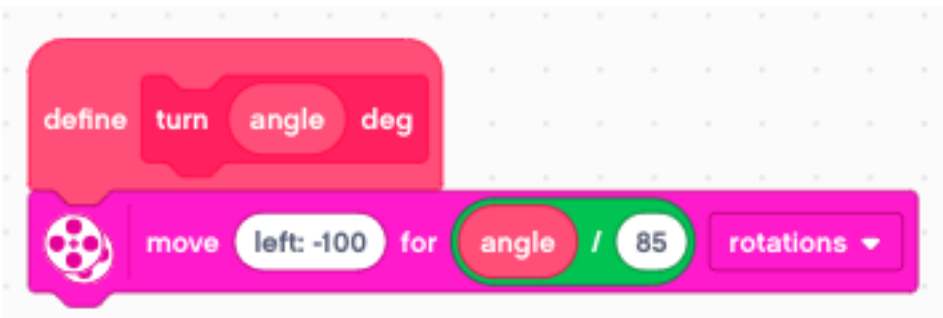 define turn angle deg
move left: -100 for angle / 85 rotations